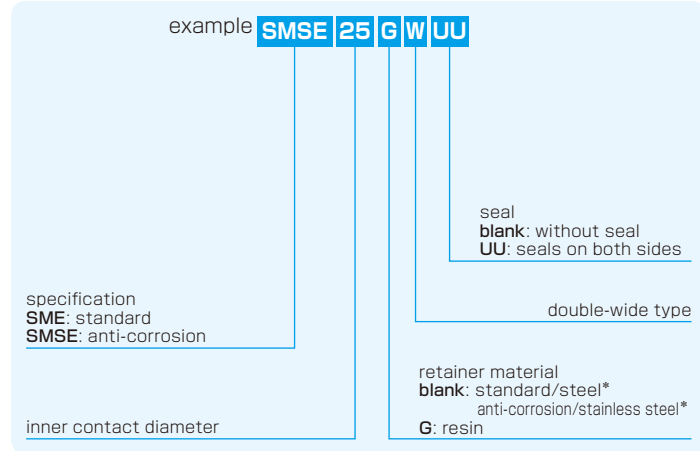 example SMSE 25 G W UU
seal
blank: without seal
UU: seals on both sides
specification
SME: standard
SMSE: anti-corrosion
double-wide type
retainer material
blank: standard/steel*
anti-corrosion/stainless steel*
G: resin
inner contact diameter